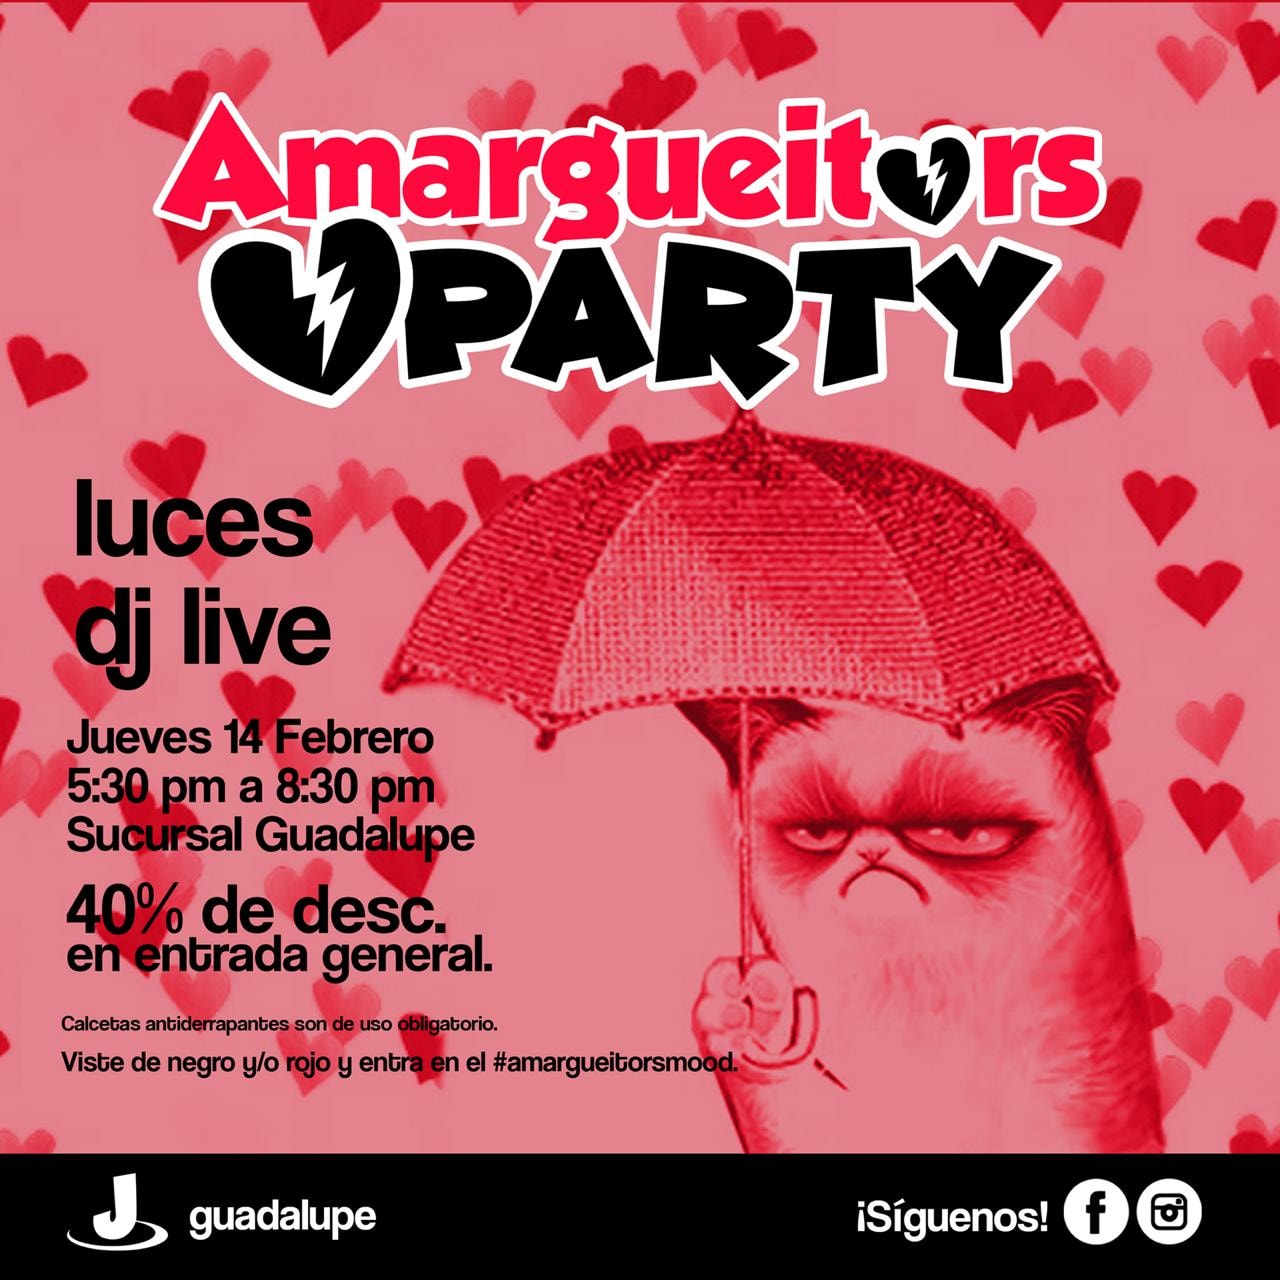 Amargueitors
PARTY
luces
dj live
Jueves 14 Febrero
5:30 pm a 8:30 pm
Sucursal Guadalupe
40% de desc.
en entrada general.
Calcetas antiderrapantes son de uso obligatorio.
Viste de negro y/o rojo y entra en el #amargueitorsmood.
J guadalupe
¡Síguenos! f